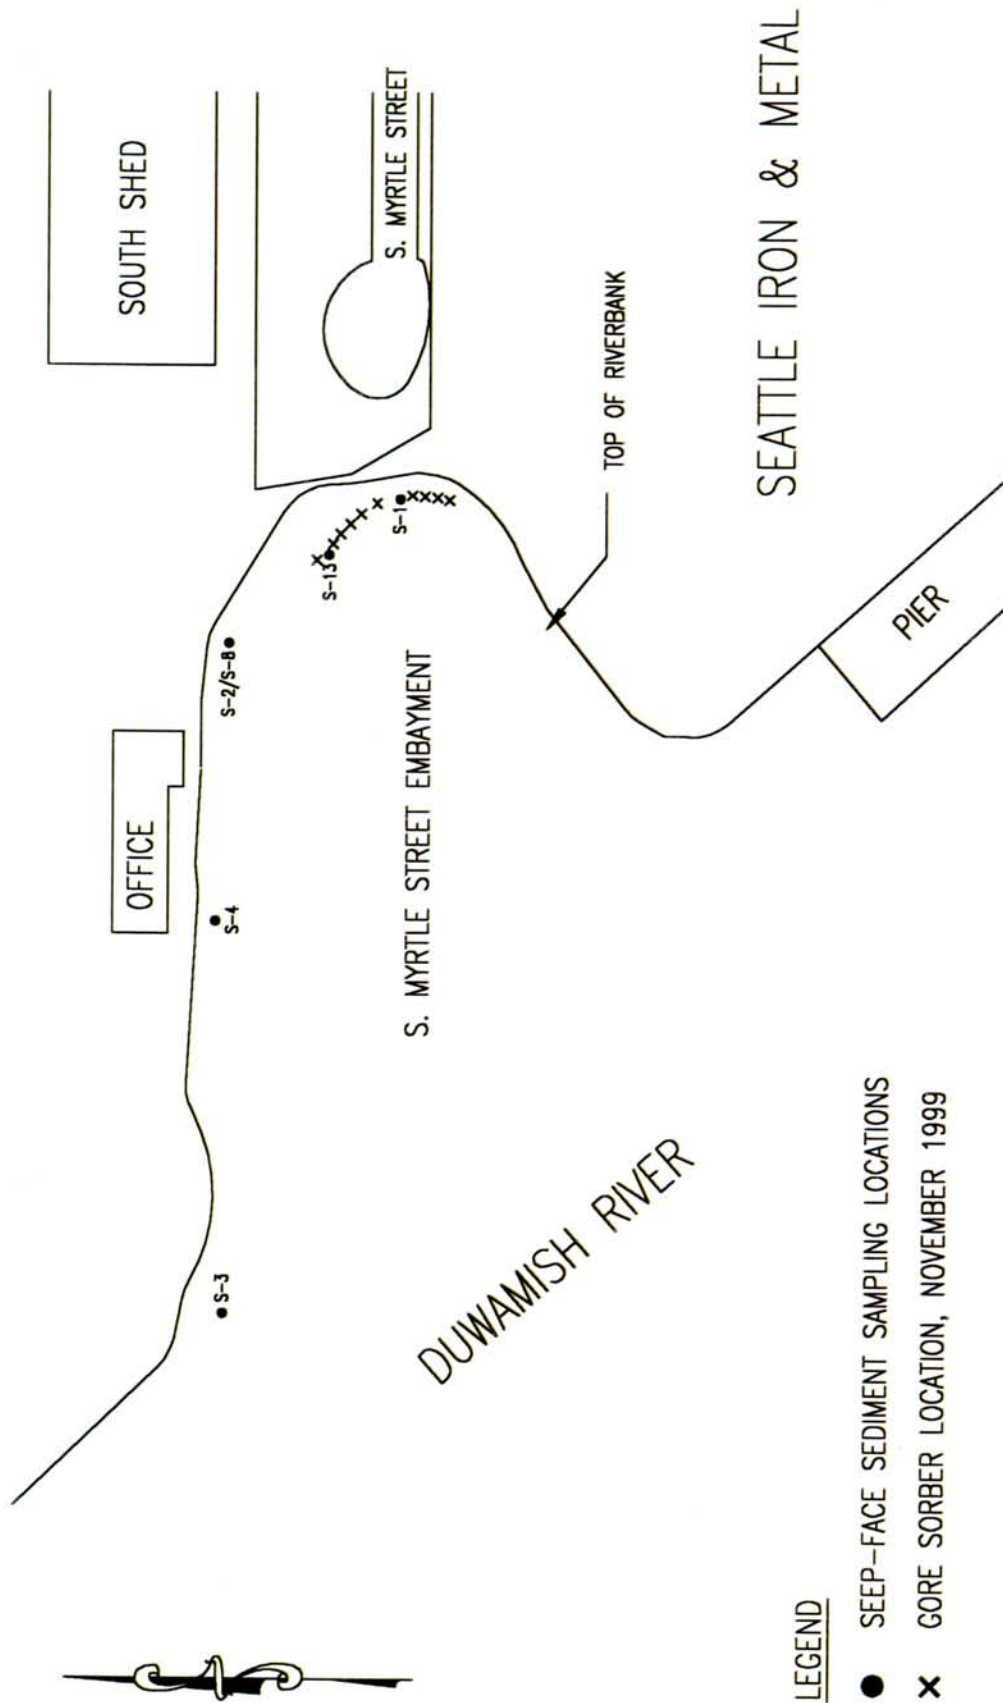 SOUTH SHED
S. MYRTLE STREET
OFFICE
S-2/S-8
S-13
S-1
S-4
S-3
S. MYRTLE STREET EMBAYMENT
TOP OF RIVERBANK
SEATTLE IRON & METAL
PIER
DUWAMISH RIVER
LEGEND
SEEP-FACE SEDIMENT SAMPLING LOCATIONS
GORE SORBER LOCATION, NOVEMBER 1999